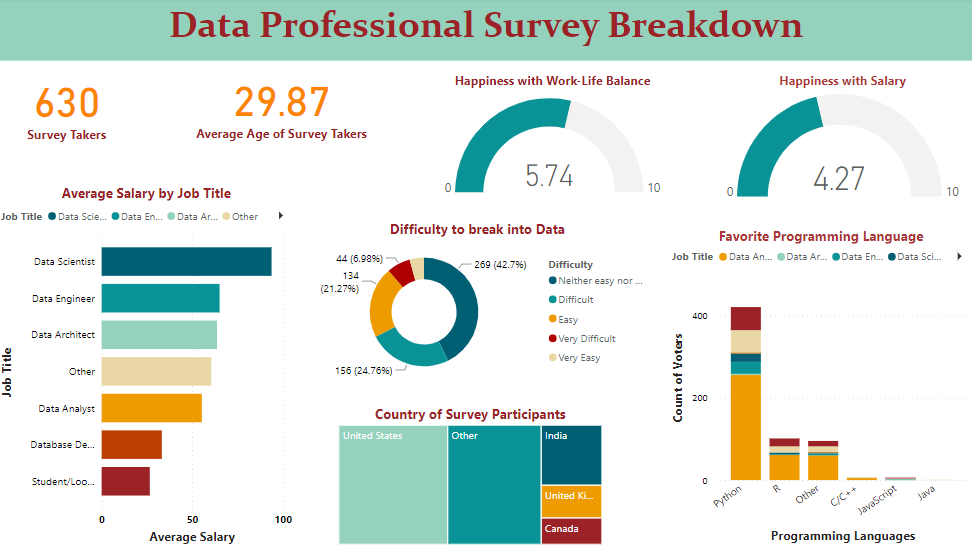 Data Professional Survey Breakdown
630
Survey Takers
29.87
Average Age of Survey Takers
Happiness with Work-Life Balance
5.74
0
10
Happiness with Salary
4.27
0
10
Average Salary by Job Title
Job Title Data Scie... Data En... Data Ar... Other
Job Title
Data Scientist
Data Engineer
Data Architect
Other
Data Analyst
Database De...
Student/Loo...
0 50 100
Average Salary
Difficulty to break into Data
44 (6.98%)
134
(21.27%)
269 (42.7%)
156 (24.76%)
Difficulty
Neither easy nor ...
Difficult
Easy
Very Difficult
Very Easy
Country of Survey Participants
United States
Other
India
United Ki...
Canada
Favorite Programming Language
Job Title Data An... Data Ar... Data En... Data Sci...
Count of Voters
400
200
0
Python
R
Other
C/C++
JavaScript
Java
Programming Languages